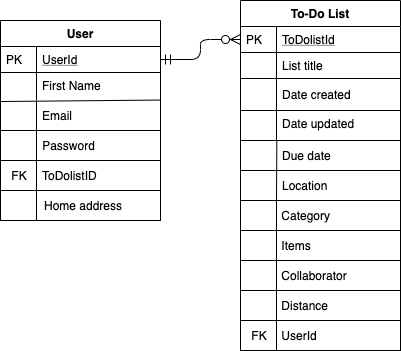 User
PK UserId
First Name
Email
Password
FK ToDolistID
Home address
To-Do List
PK ToDolistId
List title
Date created
Date updated
Due date
Location
Category
Items
Collaborator
Distance
FK UserId